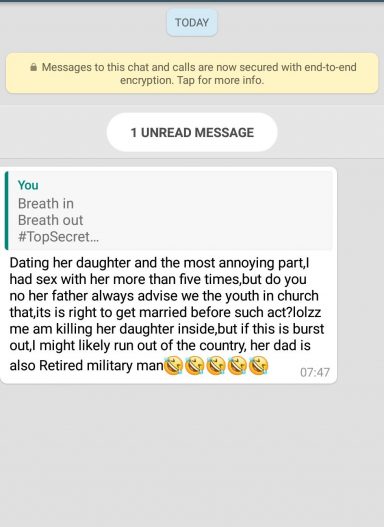 TODAY
Messages to this chat and calls are now secured with end-to-end
encryption. Tap for more info.
1 UNREAD MESSAGE
You
Breath in
Breath out
#TopSecret...
Dating her daughter and the most annoying part,I
had sex with her more than five times,but do you
no her father always advise we the youth in church
that,its is right to get married before such act?lolzz
me am killing her daughter inside,but if this is burst
out,I might likely run out of the country, her dad is
also Retired military man🤣🤣🤣🤣🤣
07:47